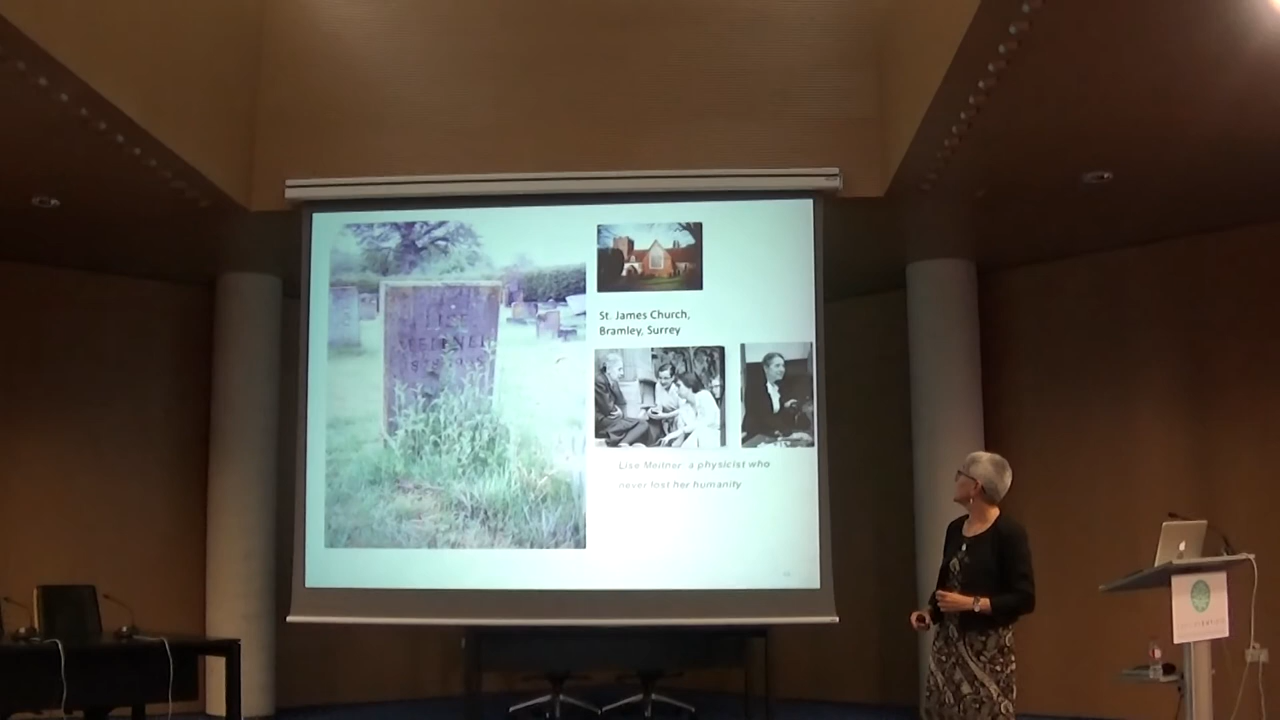 LISE
MEITNER
St. James Church,
Bramley, Surrey
Lise Meitner: a physicist who
never lost her humanity